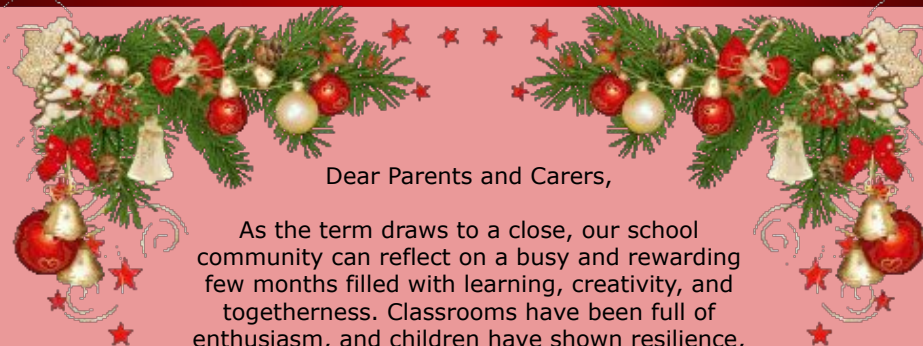 Dear Parents and Carers,
As the term draws to a close, our school
community can reflect on a busy and rewarding
few months filled with learning, creativity, and
togetherness. Classrooms have been full of
enthusiasm, and children have shown resilience,